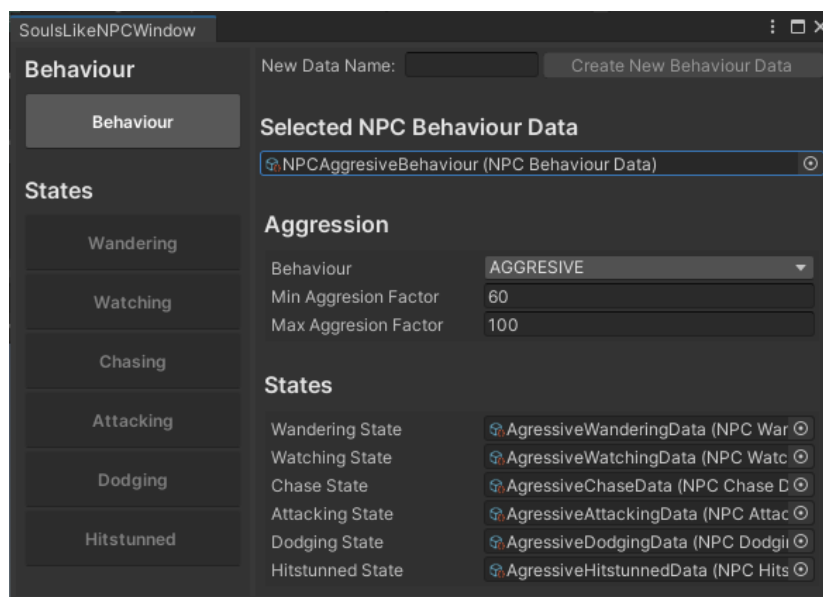 SoulsLikeNPCWindow
Behaviour
Behaviour
States
Wandering
Watching
Chasing
Attacking
Dodging
Hitstunned
New Data Name: Create New Behaviour Data
Selected NPC Behaviour Data
NPCAggresiveBehaviour (NPC Behaviour Data)
Aggression
Behaviour AGGRESIVE
Min Aggresion Factor 60
Max Aggresion Factor 100
States
Wandering State AgressiveWanderingData (NPC War
Watching State AgressiveWatchingData (NPC Watc
Chase State AgressiveChaseData (NPC Chase D
Attacking State AgressiveAttackingData (NPC Attac
Dodging State AgressiveDodgingData (NPC Dodgi
Hitstunned State AgressiveHitstunnedData (NPC Hits